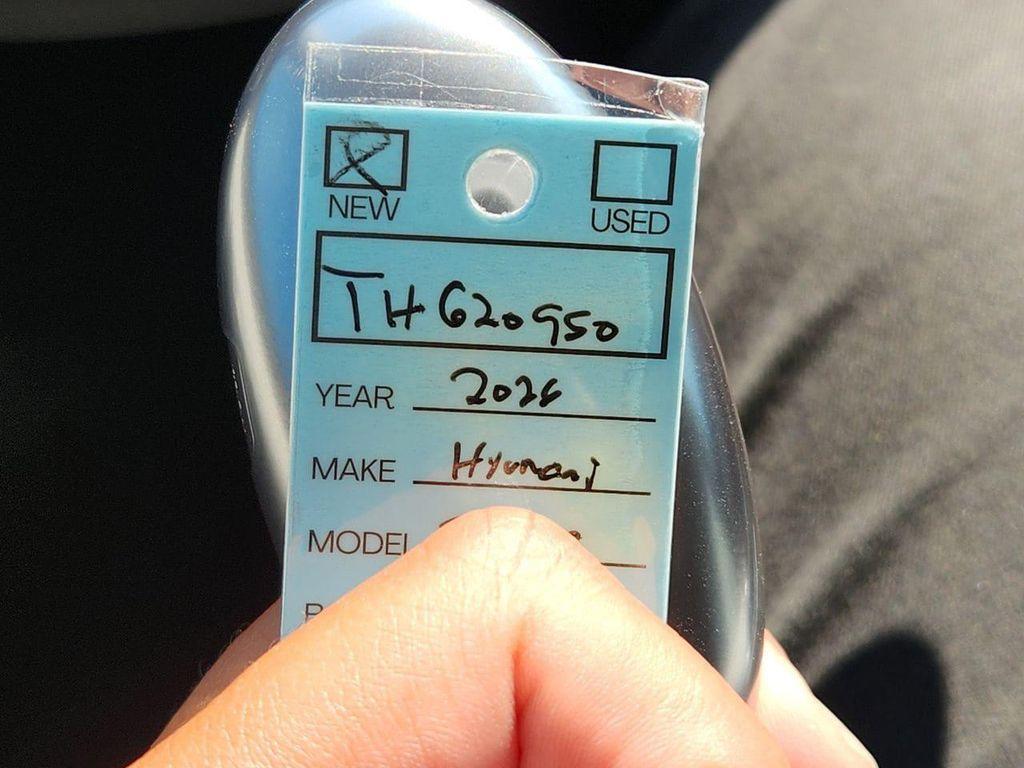 NEW USED
TH620950
YEAR 2026
MAKE Hyundai
MODEL